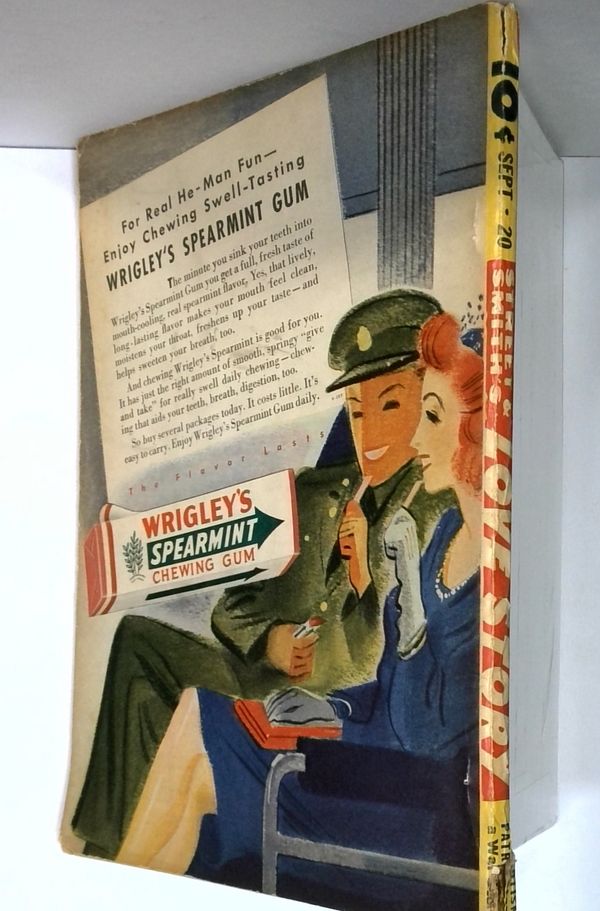 For Real He-Man Fun—
Enjoy Chewing Swell-Tasting
WRIGLEY'S SPEARMINT GUM
The minute you sink your teeth into
Wrigley's Spearmint Gum you get a full, fresh taste of
mouth-cooling, real spearmint flavor. Yes, that lively,
long-lasting flavor makes your mouth feel clean,
moistens your throat, freshens up your taste—and
helps sweeten your breath, too.
And chewing Wrigley's Spearmint is good for you.
It has just the right amount of smooth, springy "give
and take" for really swell daily chewing—chew-
ing that aids your teeth, breath, digestion, too.
So buy several packages today. It costs little. It's
easy to carry. Enjoy Wrigley's Spearmint Gum daily.
The Flavor Lasts
WRIGLEY'S
SPEARMINT
CHEWING GUM
10¢ SEPT · 20
STREET &
SMITH'S
LOVE STORY